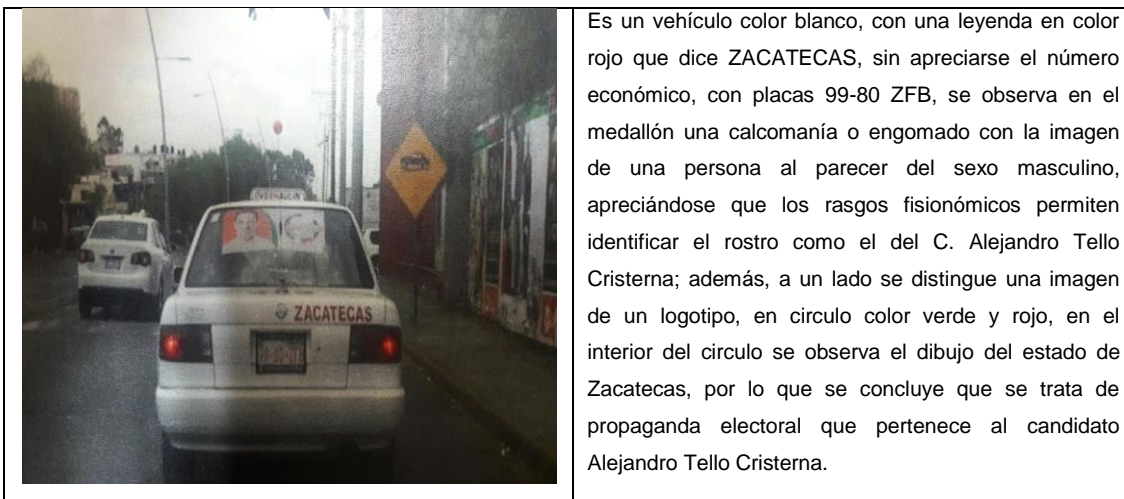 OVERHAULIN
ZACATECAS
Es un vehículo color blanco, con una leyenda en color
rojo que dice ZACATECAS, sin apreciarse el número
económico, con placas 99-80 ZFB, se observa en el
medallón una calcomanía o engomado con la imagen
de una persona al parecer del sexo masculino,
apreciándose que los rasgos fisionómicos permiten
identificar el rostro como el del C. Alejandro Tello
Cristerna; además, a un lado se distingue una imagen
de un logotipo, en circulo color verde y rojo, en el
interior del circulo se observa el dibujo del estado de
Zacatecas, por lo que se concluye que se trata de
propaganda electoral que pertenece al candidato
Alejandro Tello Cristerna.